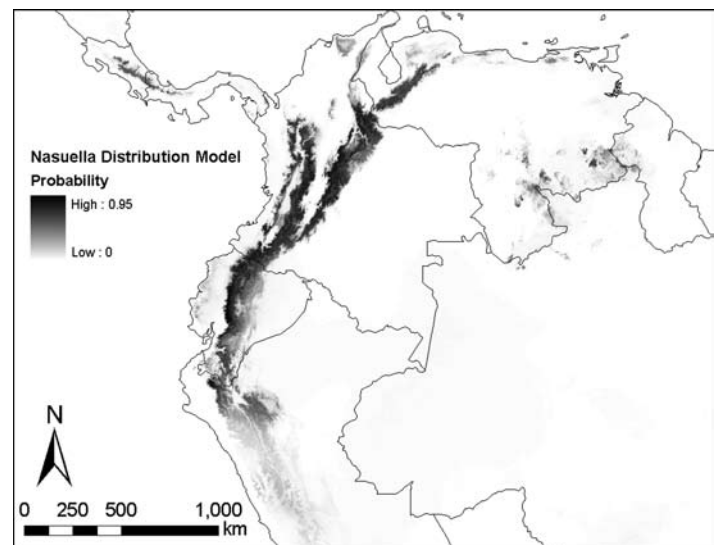 Nasuella Distribution Model
Probability
High : 0.95
Low : 0
N
0 250 500 1,000
km